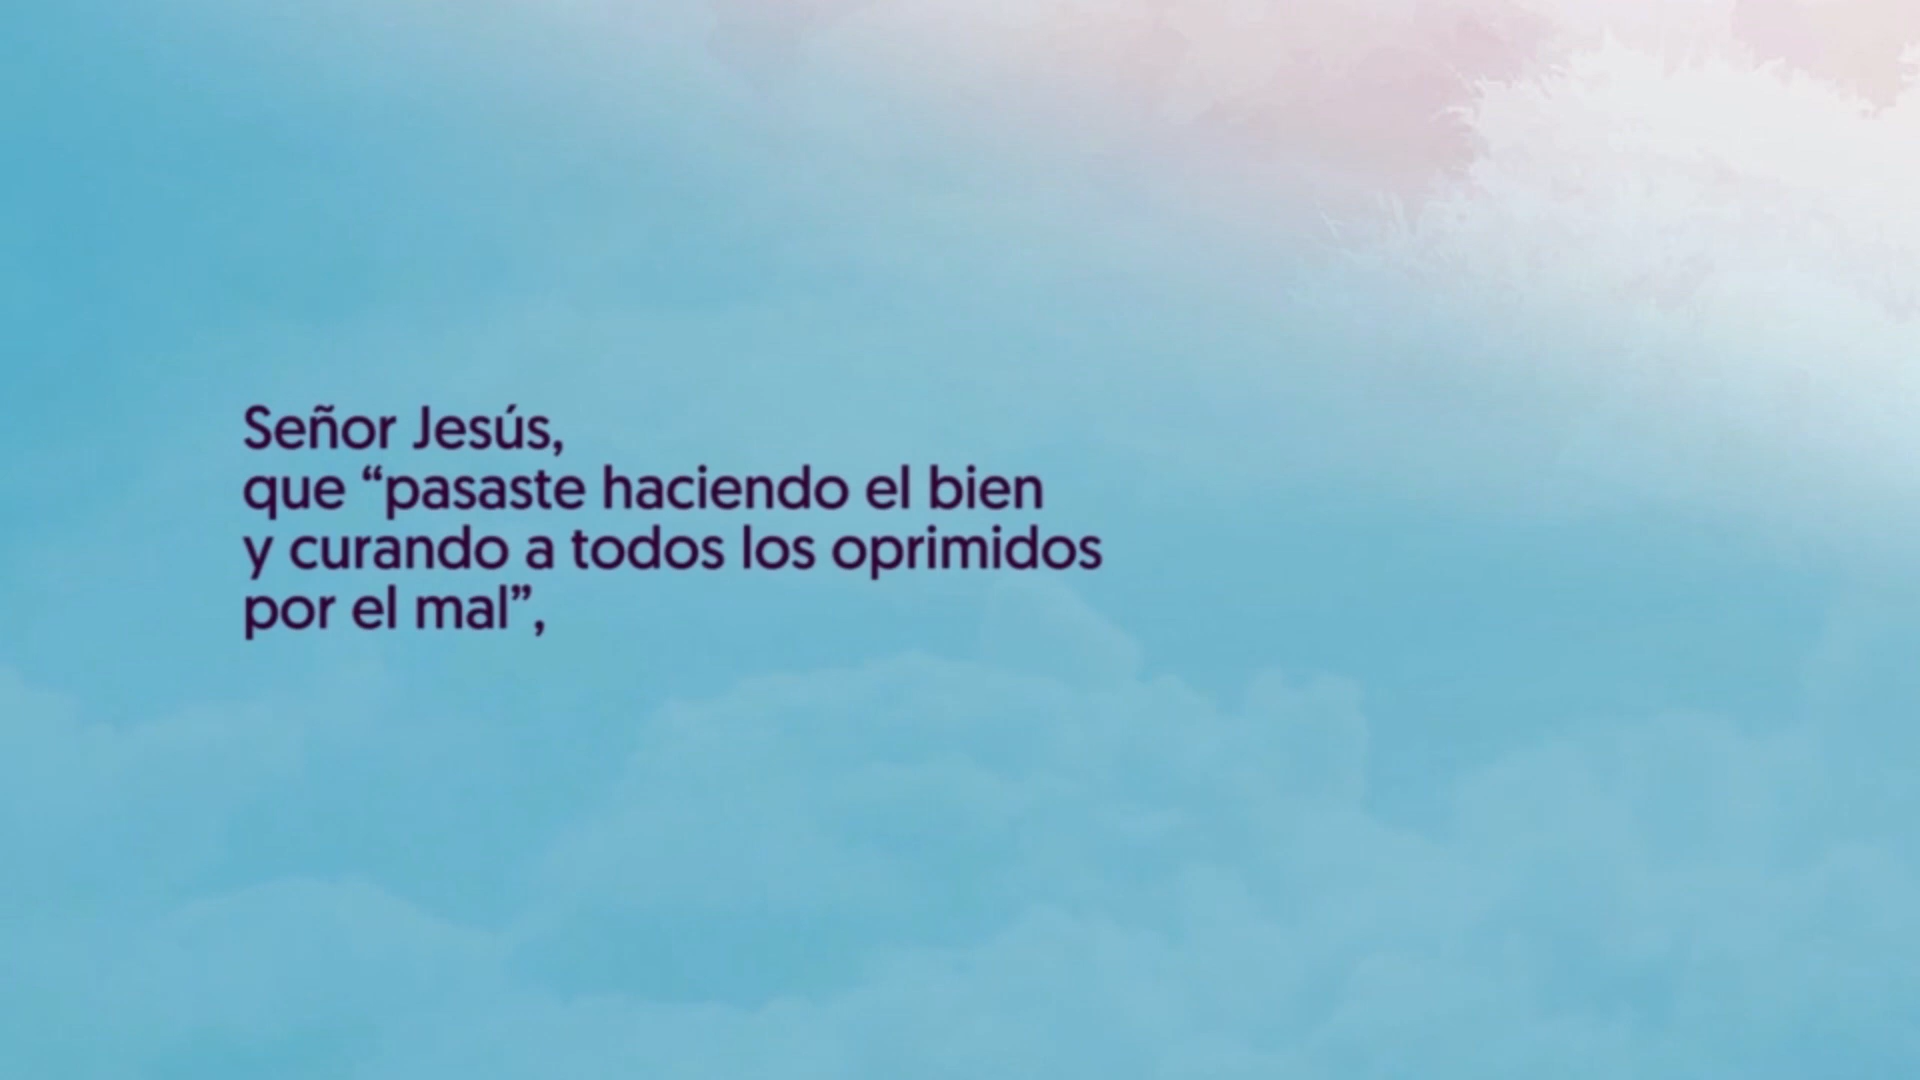 Señor Jesús,
que “pasaste haciendo el bien
y curando a todos los oprimidos
por el mal”,